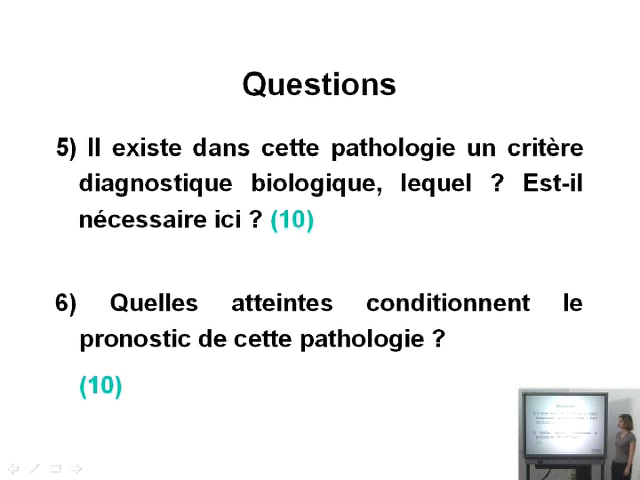 Questions
5) Il existe dans cette pathologie un critère
diagnostique biologique, lequel ? Est-il
nécessaire ici ? (10)
6) Quelles atteintes conditionnent le
pronostic de cette pathologie ?
(10)